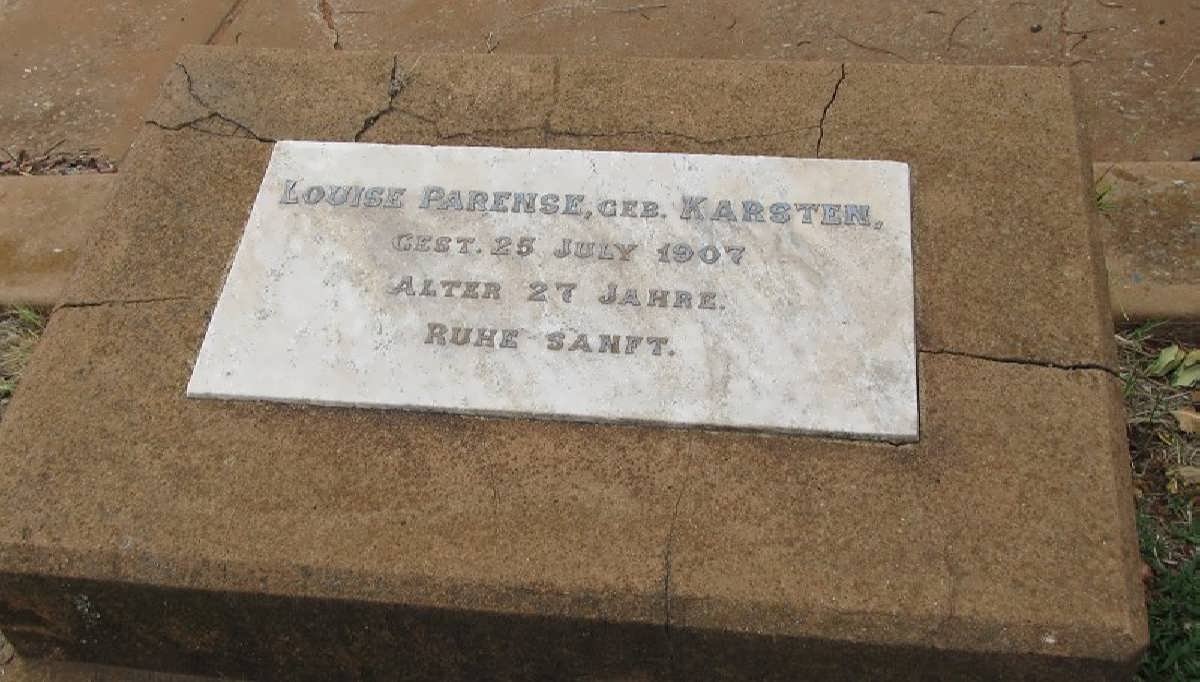 LOUISE PARENSE, GEB. KARSTEN,
GEST. 25 JULY 1907
ALTER 27 JAHRE.
RUHE SANFT.